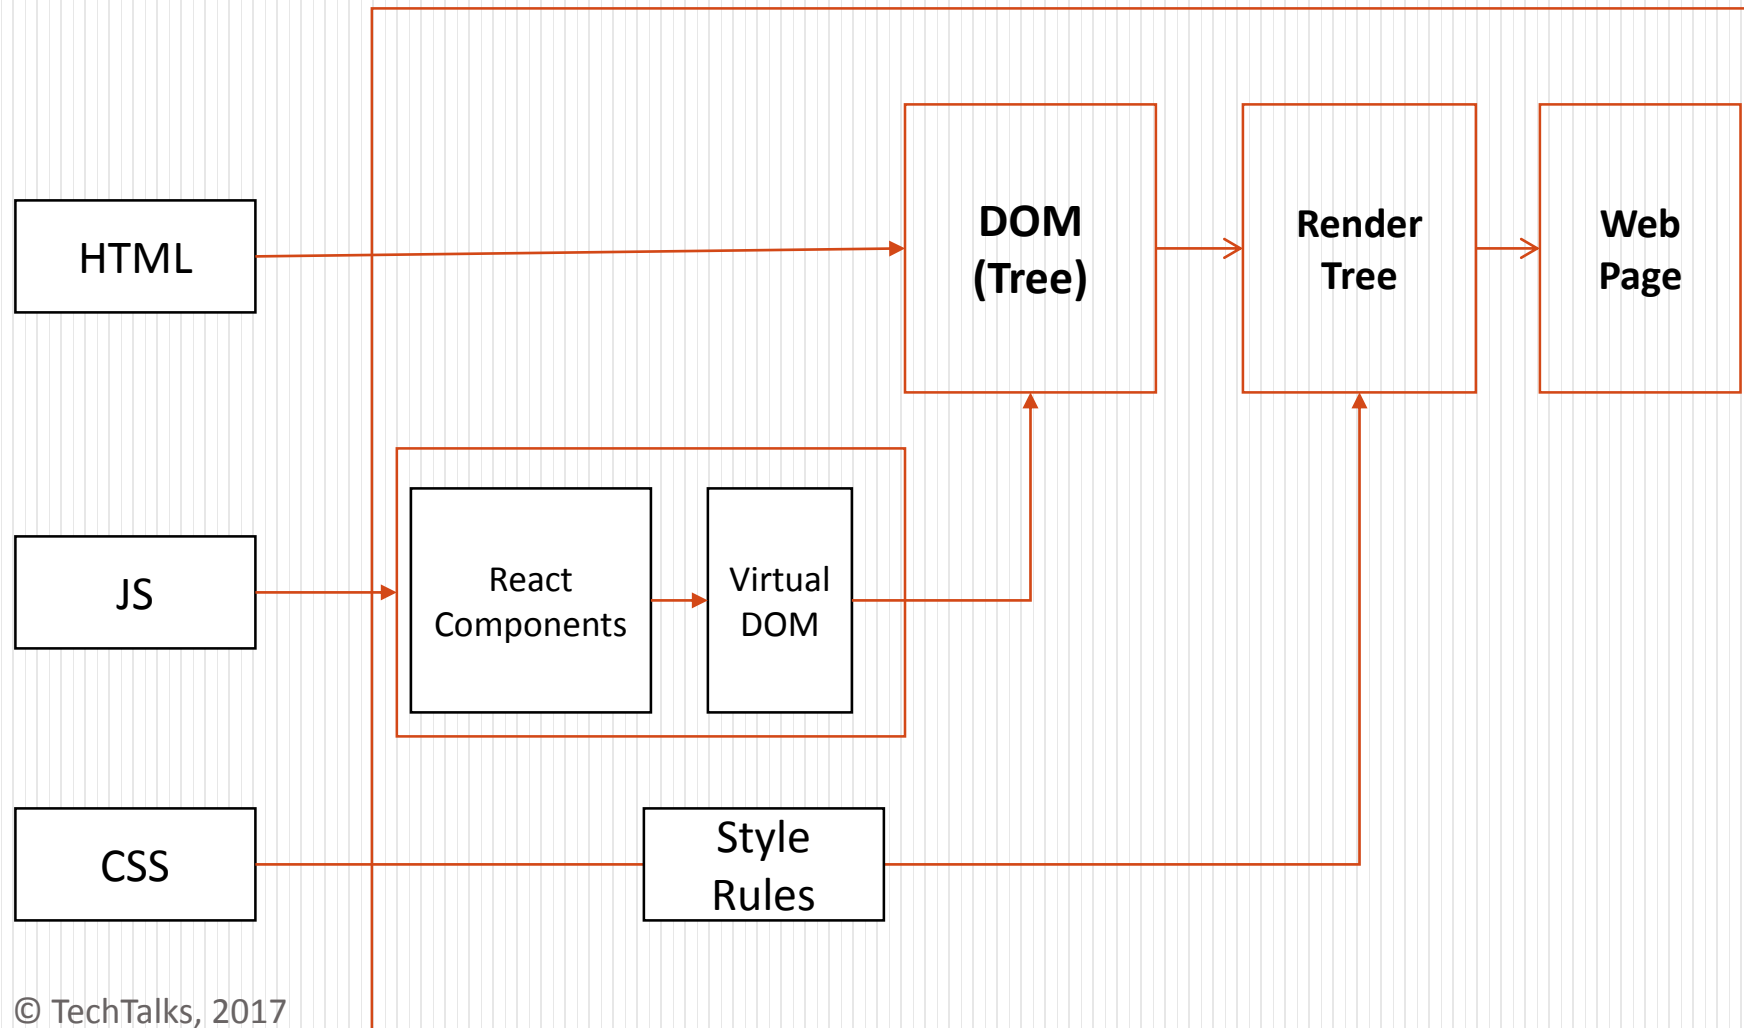 HTML
DOM
(Tree)
Render
Tree
Web
Page
JS
React
Components
Virtual
DOM
CSS
Style
Rules
© TechTalks, 2017